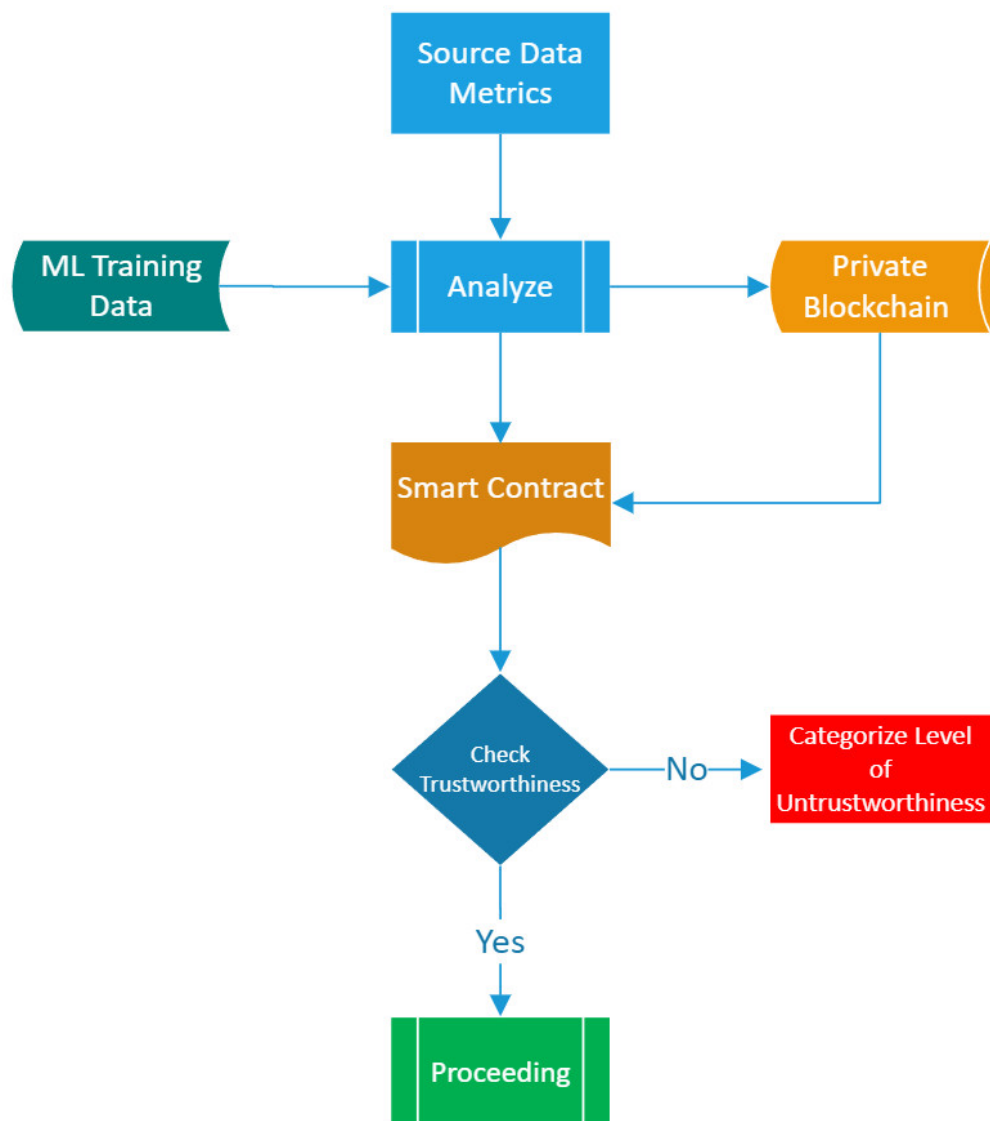 Source Data
Metrics
ML Training
Data
Analyze
Private
Blockchain
Smart Contract
Check
Trustworthiness
No
Categorize Level
of
Untrustworthiness
Yes
Proceeding